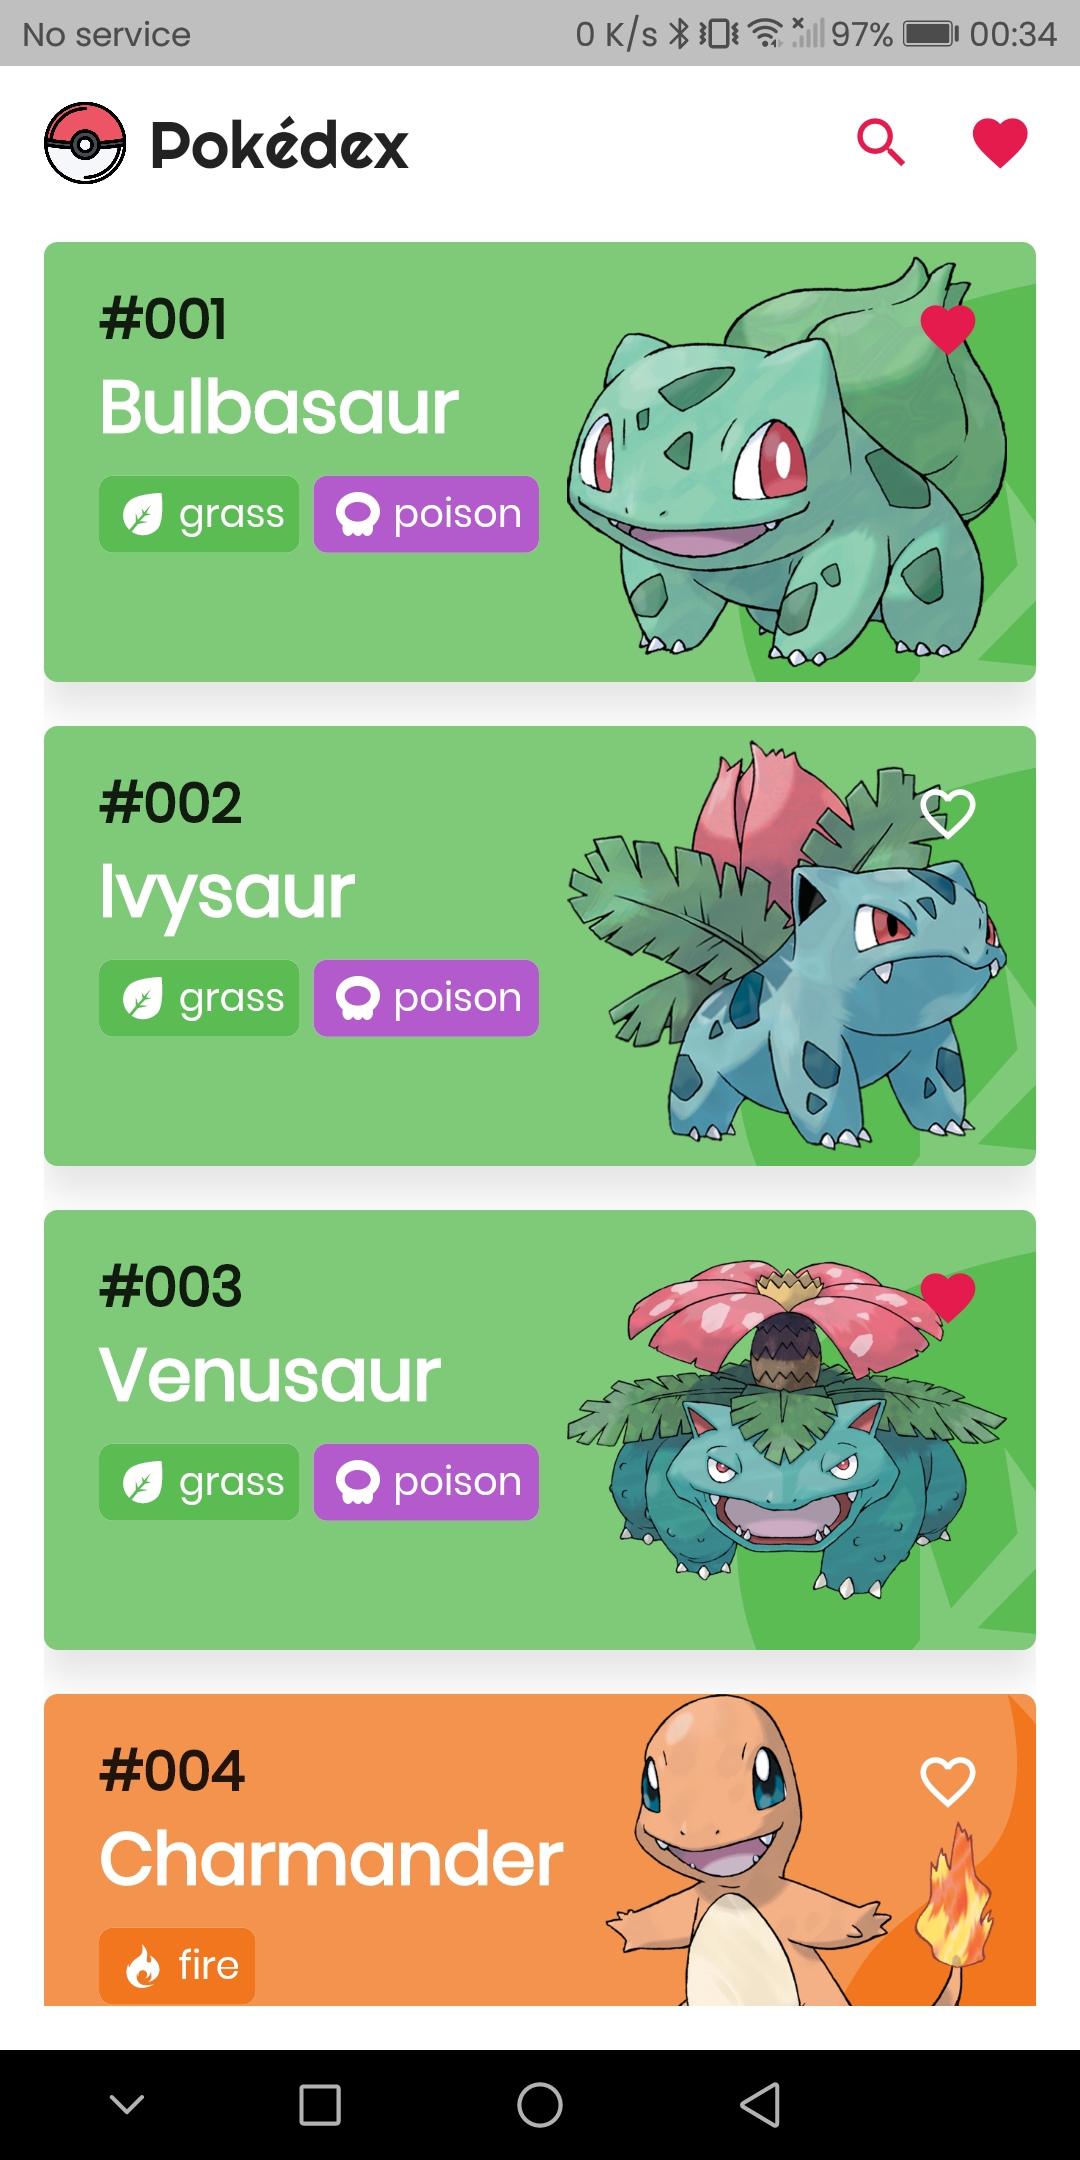 No service 0 K/s 97% 00:34
Pokédex
#001
Bulbasaur
grass poison
#002
Ivysaur
grass poison
#003
Venusaur
grass poison
#004
Charmander
fire